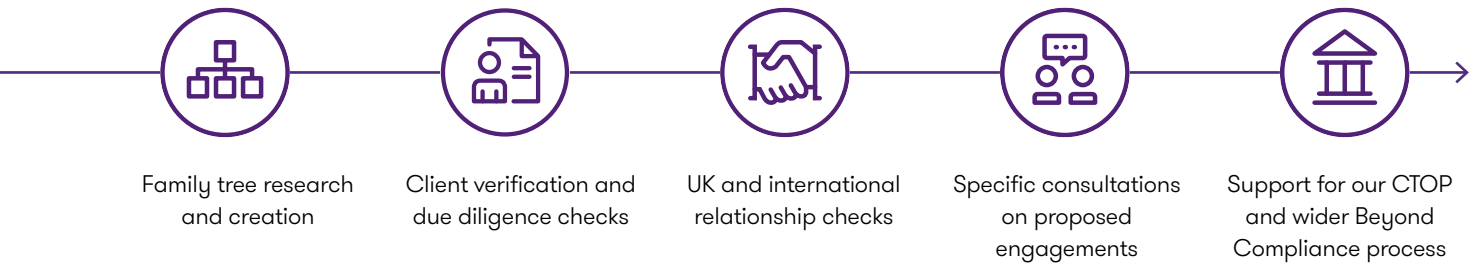 Family tree research
and creation
Client verification and
due diligence checks
UK and international
relationship checks
Specific consultations
on proposed
engagements
Support for our CTOP
and wider Beyond
Compliance process